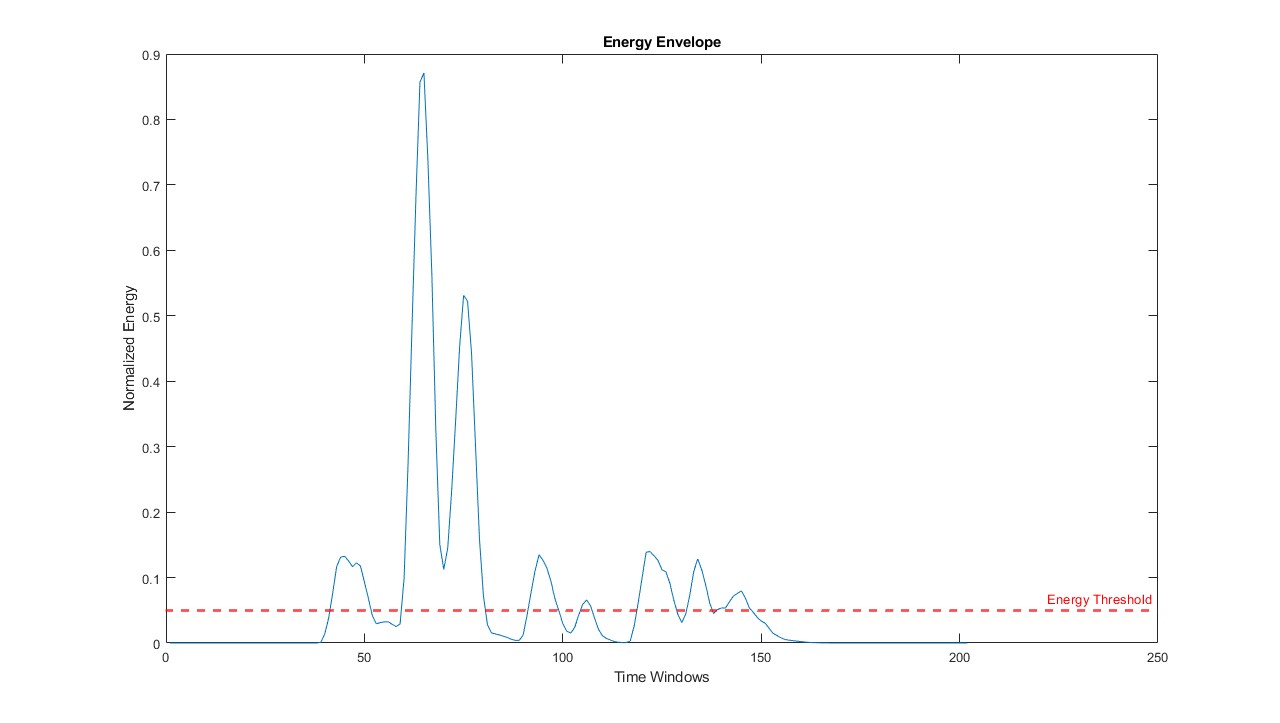 Energy Envelope
0.9
0.8
0.7
0.6
0.5
0.4
0.3
0.2
0.1
0
Normalized Energy
Energy Threshold
0 50 100 150 200 250
Time Windows